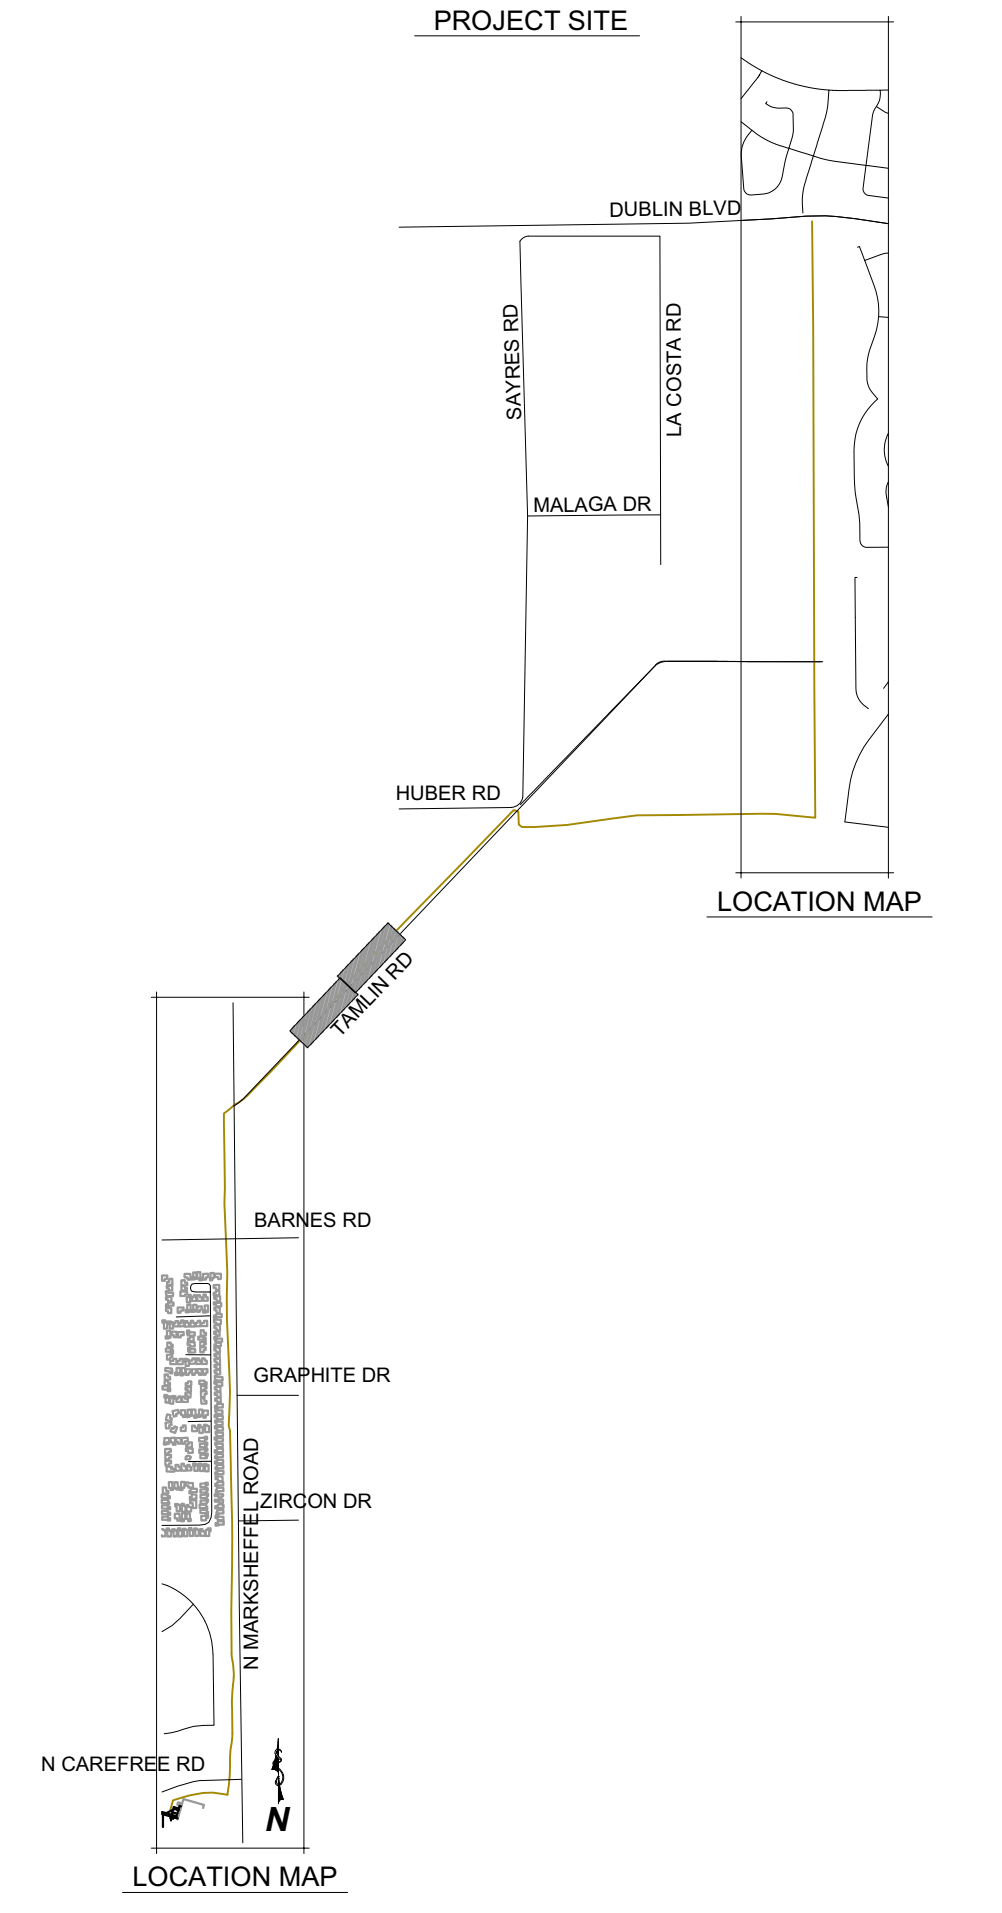 PROJECT SITE
DUBLIN BLVD
SAYRES RD
LA COSTA RD
MALAGA DR
HUBER RD
LOCATION MAP
TAMLIN RD
BARNES RD
GRAPHITE DR
ZIRCON DR
N MARKSHEFFEL ROAD
N CAREFREE RD
N
LOCATION MAP